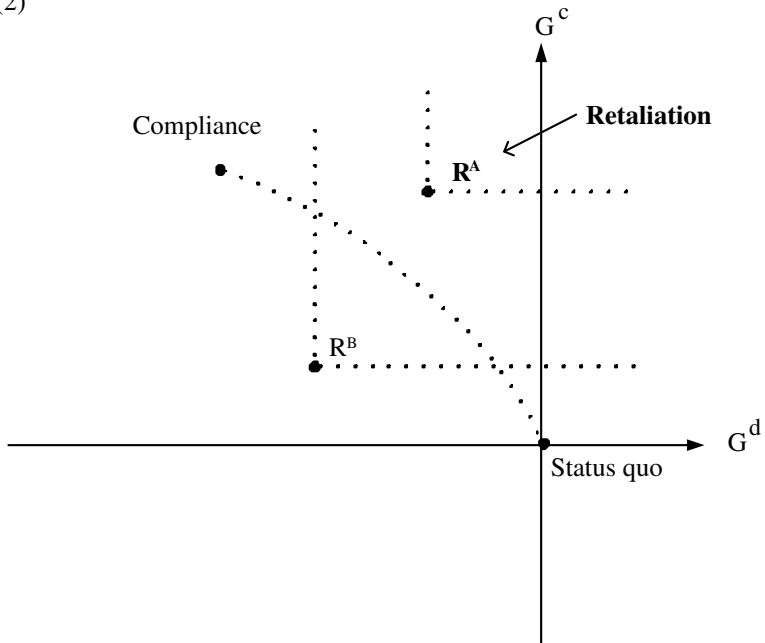 (2)
G^c
Compliance
Retaliation
R^A
R^B
G^d
Status quo